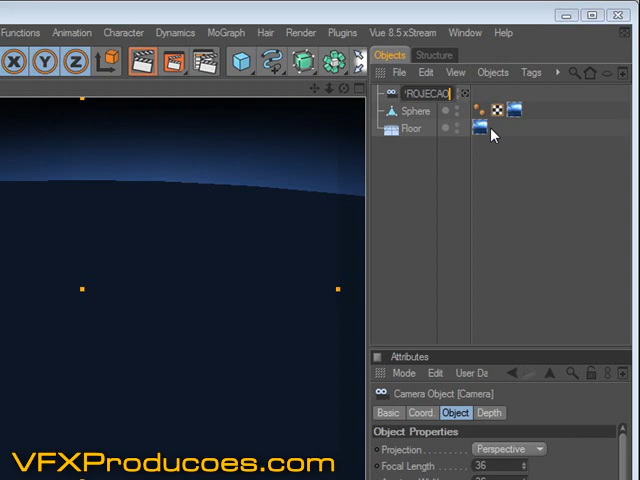 Functions Animation Character Dynamics MoGraph Hair Render Plugins Vue 8.5 xStream Window Help
X Y Z
Objects Structure
File Edit View Objects Tags
ROJECAO
Sphere
Floor
Attributes
Mode Edit User Da
Camera Object [Camera]
Basic Coord. Object Depth
Object Properties
Projection . . . . . . . . Perspective
Focal Length . . . . . 36
VFXProducoes.com